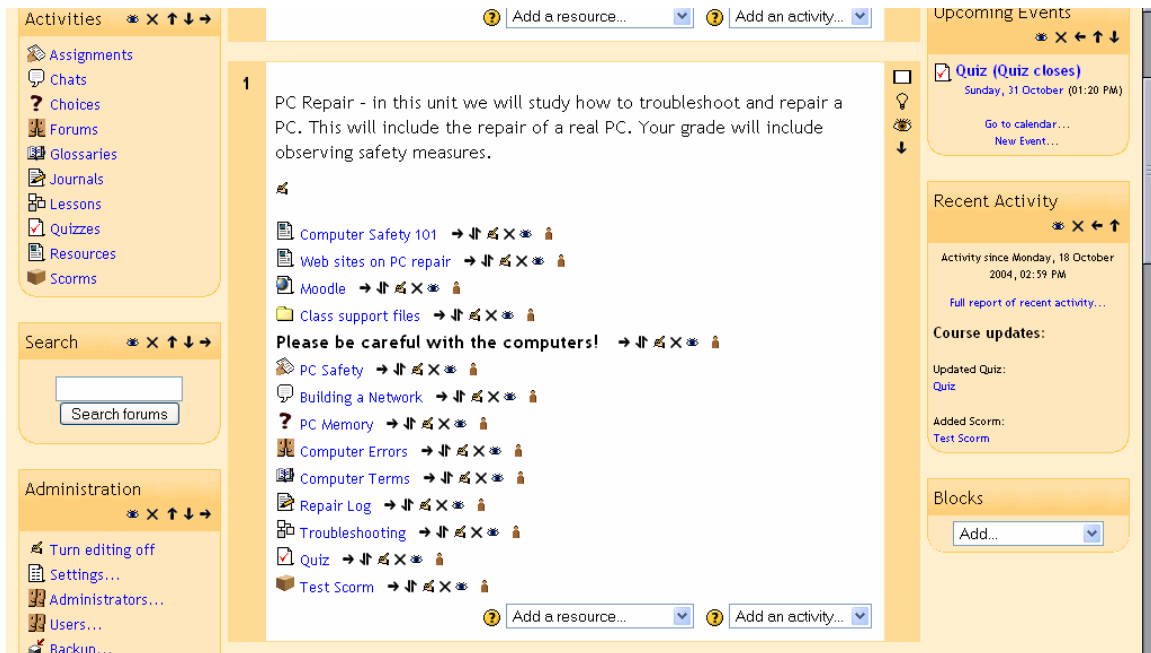 Activities
Assignments
Chats
Choices
Forums
Glossaries
Journals
Lessons
Quizzes
Resources
Scorms
Search
Search forums
Administration
Turn editing off
Settings...
Administrators...
Users...
Backup...
Add a resource...
Add an activity...
1
PC Repair - in this unit we will study how to troubleshoot and repair a
PC. This will include the repair of a real PC. Your grade will include
observing safety measures.
Computer Safety 101
Web sites on PC repair
Moodle
Class support files
Please be careful with the computers!
PC Safety
Building a Network
PC Memory
Computer Errors
Computer Terms
Repair Log
Troubleshooting
Quiz
Test Scorm
Add a resource...
Add an activity...
Upcoming Events
Quiz (Quiz closes)
Sunday, 31 October (01:20 PM)
Go to calendar...
New Event...
Recent Activity
Activity since Monday, 18 October
2004, 02:59 PM
Full report of recent activity...
Course updates:
Updated Quiz:
Quiz
Added Scorm:
Test Scorm
Blocks
Add...